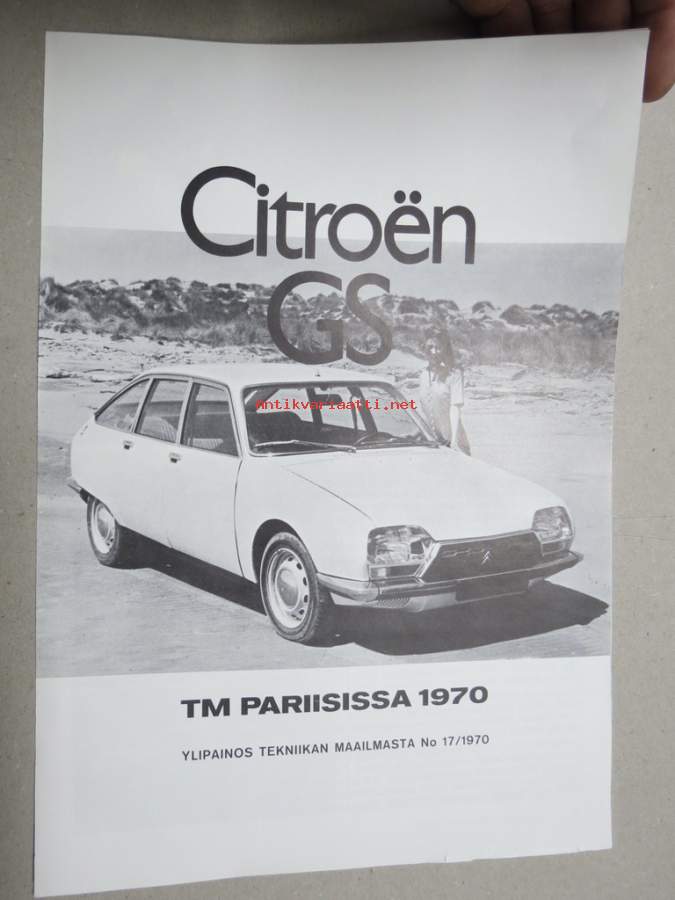 Citroën
GS
Antikvariaatti.net
TM PARIISISSA 1970
YLIPAINOS TEKNIIKAN MAAILMASTA No 17/1970